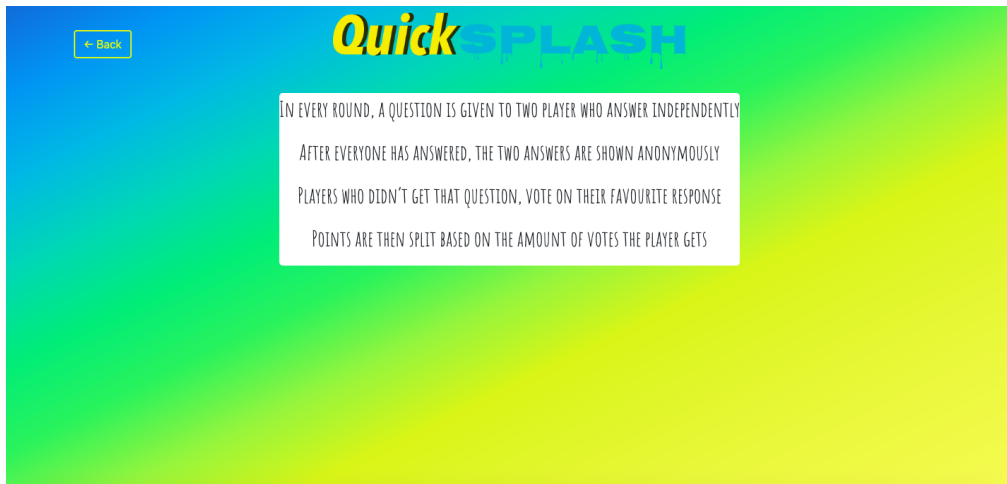 ← Back
QuickSPLASH
In every round, a question is given to two player who answer independently
After everyone has answered, the two answers are shown anonymously
Players who didn't get that question, vote on their favourite response
Points are then split based on the amount of votes the player gets